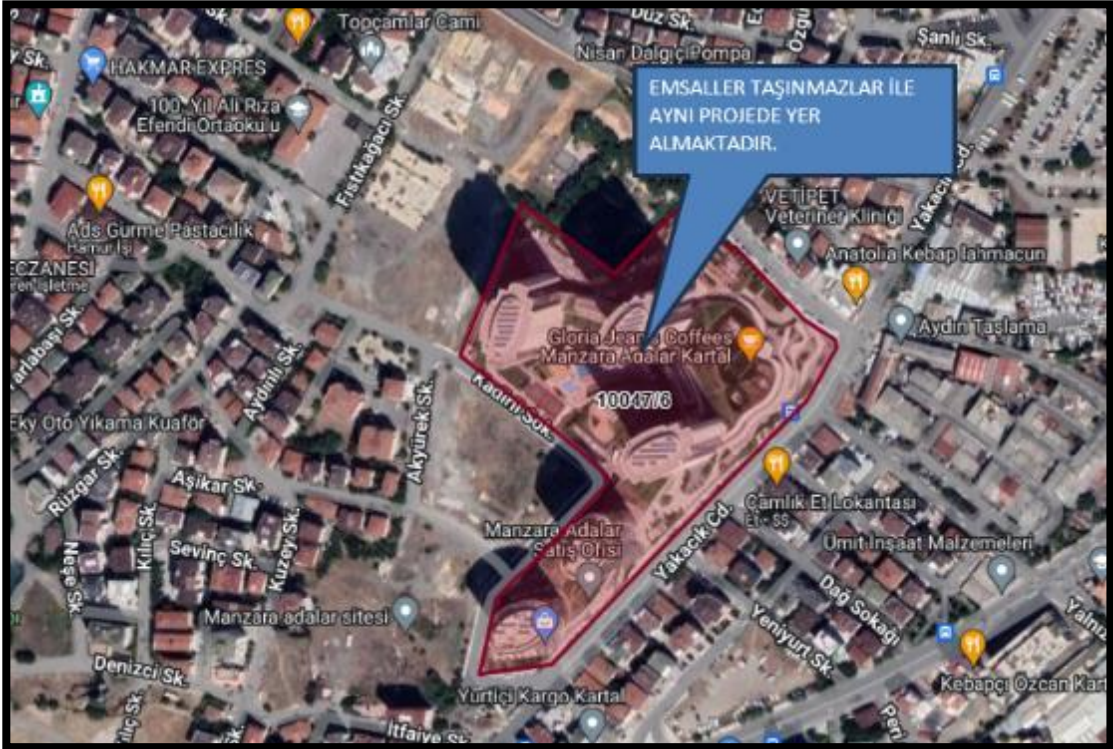 Topçamlar Cami
Düz Sk.
Şanlı Sk.
Nisan Dalgıç Pompa
HAKMAR EXPRES
EMSALLER TAŞINMAZLAR İLE
AYNI PROJEDE YER
ALMAKTADIR.
100. Yıl Ali Rıza
Efendi Ortaokulu
Fıstıkağacı Sk.
Yakacık Cd.
VETİPET
Veteriner Kliniği
Ads Gurme Pastacılık
Hamur İşi
Anatolia Kebap lahmacun
ECZANESİ
Aydın Taşlama
Gloria Jean's Coffees
Manzara Adalar Kartal
Aydınlı Sk.
Kadirli Sok.
10047/6
Akyürek Sk.
Eky Oto Yıkama Kuaför
Rüzgar Sk.
Aşıkar Sk.
Çamlık Et Lokantası
Et - $$
Manzara Adalar
Satış Ofisi
Yakacık Cd.
Ümit İnşaat Malzemeleri
Kılıç Sk.
Sevinç Sk.
Kuzey Sk.
Neşe Sk.
Dağ Sokağı
Manzara adalar sitesi
Yeniyurt Sk.
Denizci Sk.
Kebapçı Özcan Kart
Yurtiçi Kargo Kartal
İtfaiye Sk.